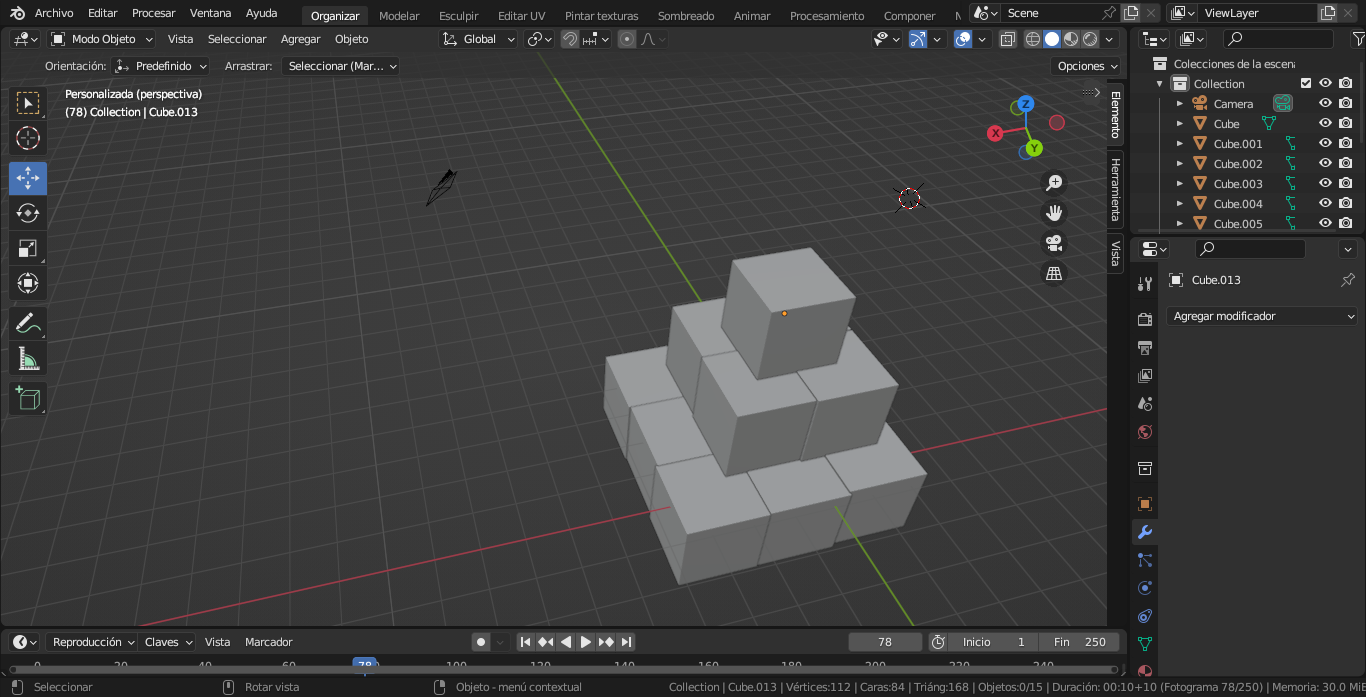 Archivo Editar Procesar Ventana Ayuda Organizar Modelar Esculpir Editar UV Pintar texturas Sombreado Animar Procesamiento Componer Scene ViewLayer
Modo Objeto Vista Seleccionar Agregar Objeto Global
Orientación: Predefinido Arrastrar: Seleccionar (Mar... Opciones
Personalizada (perspectiva)
(78) Collection | Cube.013
X
Y
Z
Elemento
Herramienta
Vista
Colecciones de la escena
Collection
Camera
Cube
Cube.001
Cube.002
Cube.003
Cube.004
Cube.005
Cube.013
Agregar modificador
Reproducción Claves Vista Marcador 78 Inicio 1 Fin 250
0 20 40 60 78 100 120 140 160 180 200 220 240
Seleccionar Rotar vista Objeto - menú contextual Collection | Cube.013 | Vértices:112 | Caras:84 | Triáng:168 | Objetos:0/15 | Duración: 00:10+10 (Fotograma 78/250) | Memoria: 30.0 Mi